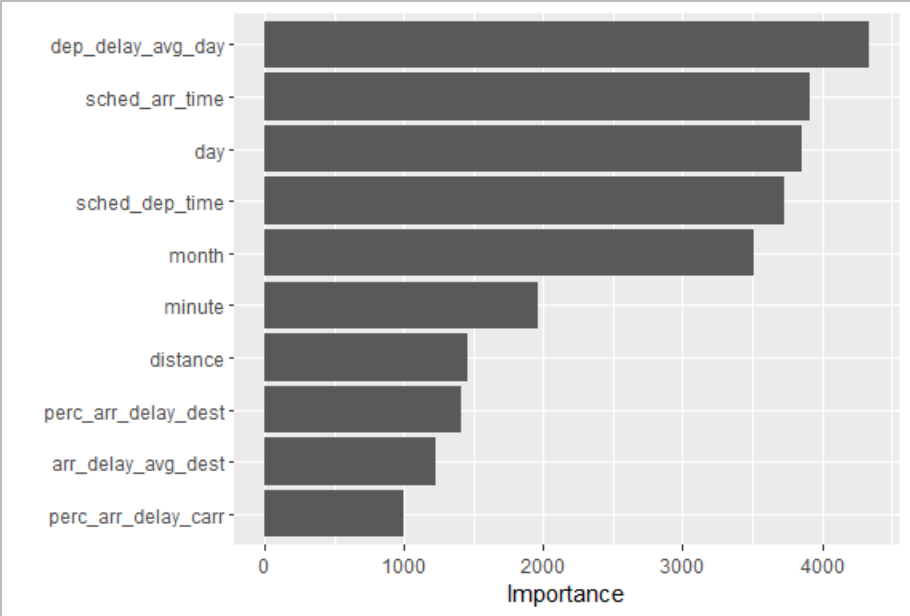 dep_delay_avg_day
sched_arr_time
day
sched_dep_time
month
minute
distance
perc_arr_delay_dest
arr_delay_avg_dest
perc_arr_delay_carr
0 1000 2000 3000 4000
Importance